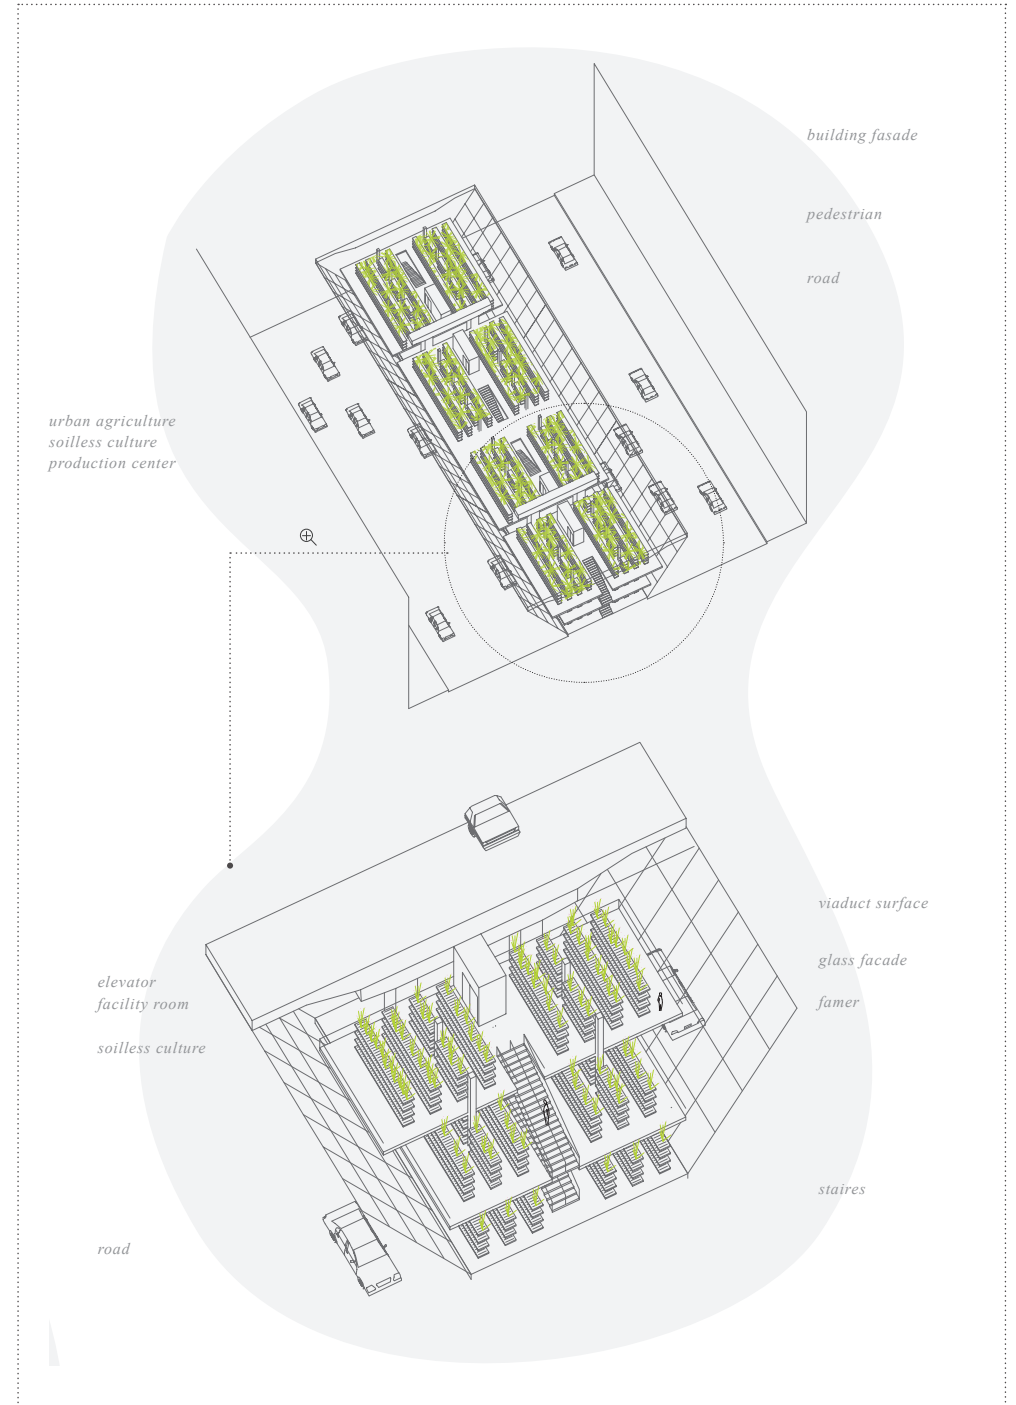 building fasade
pedestrian
road
urban agriculture
soilless culture
production center
viaduct surface
glass facade
famer
elevator
facility room
soilless culture
staires
road